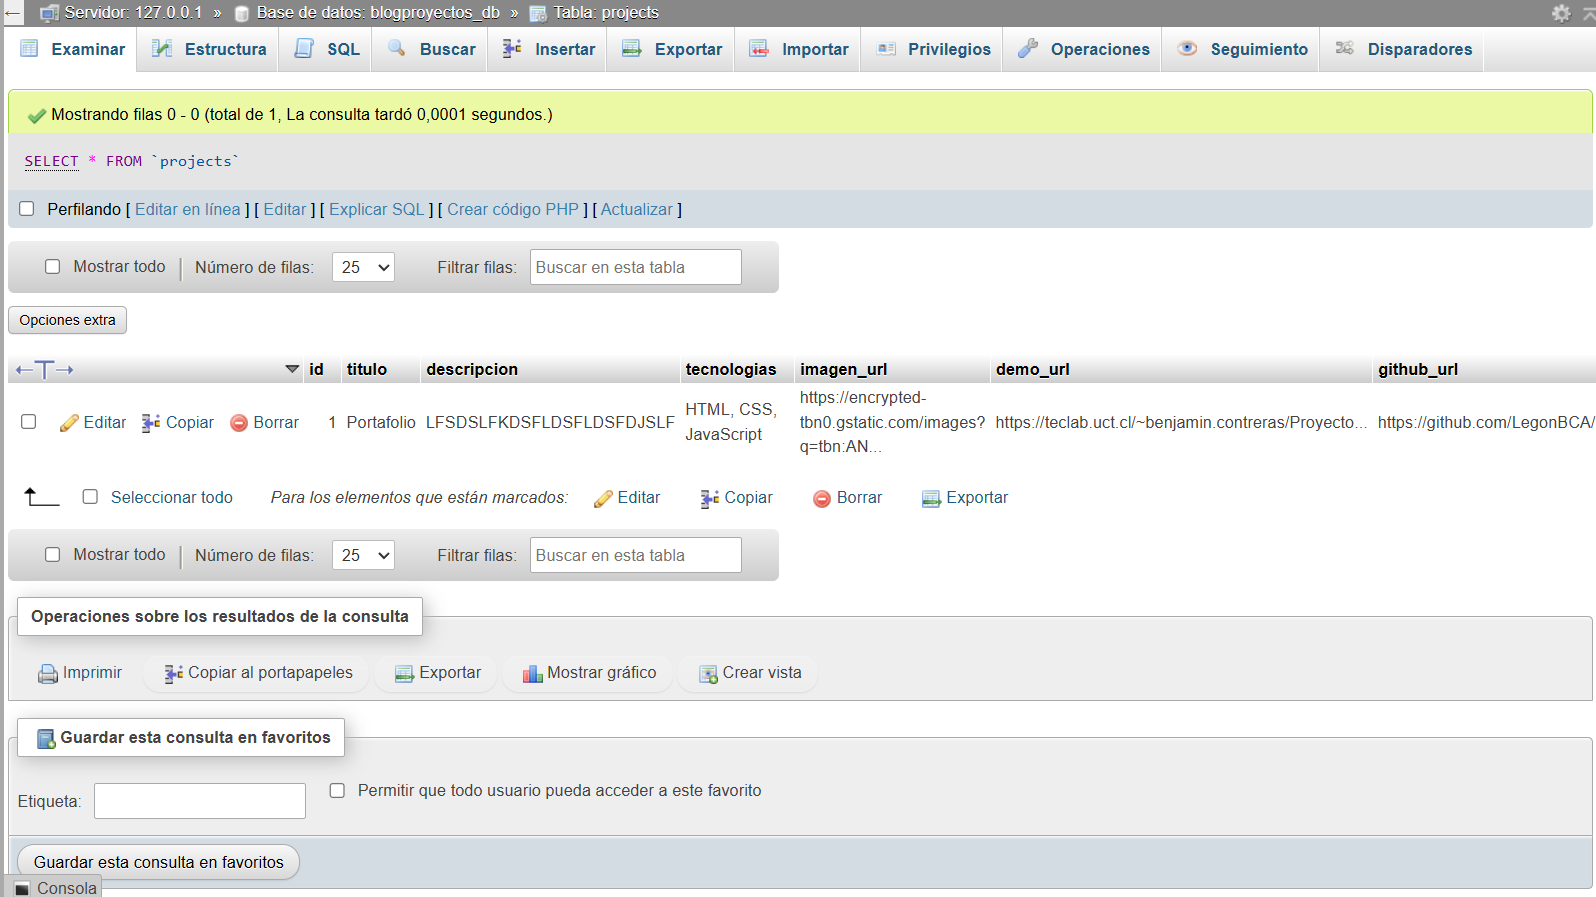 Servidor: 127.0.0.1 » Base de datos: blogproyectos_db » Tabla: projects
Examinar Estructura SQL Buscar Insertar Exportar Importar Privilegios Operaciones Seguimiento Disparadores
Mostrando filas 0 - 0 (total de 1, La consulta tardó 0,0001 segundos.)
SELECT * FROM `projects`
Perfilando [ Editar en línea ] [ Editar ] [ Explicar SQL ] [ Crear código PHP ] [ Actualizar ]
Mostrar todo Número de filas: 25 Filtrar filas: Buscar en esta tabla
Opciones extra
id titulo descripcion tecnologias imagen_url demo_url github_url
Editar Copiar Borrar 1 Portafolio LFSDSLFKDSFLDSFLDSFDJSLF HTML, CSS, JavaScript https://encrypted-tbn0.gstatic.com/images?q=tbn:AN... https://teclab.uct.cl/~benjamin.contreras/Proyecto... https://github.com/LegonBCA/
Seleccionar todo Para los elementos que están marcados: Editar Copiar Borrar Exportar
Mostrar todo Número de filas: 25 Filtrar filas: Buscar en esta tabla
Operaciones sobre los resultados de la consulta
Imprimir Copiar al portapapeles Exportar Mostrar gráfico Crear vista
Guardar esta consulta en favoritos
Etiqueta: Permitir que todo usuario pueda acceder a este favorito
Guardar esta consulta en favoritos
Consola